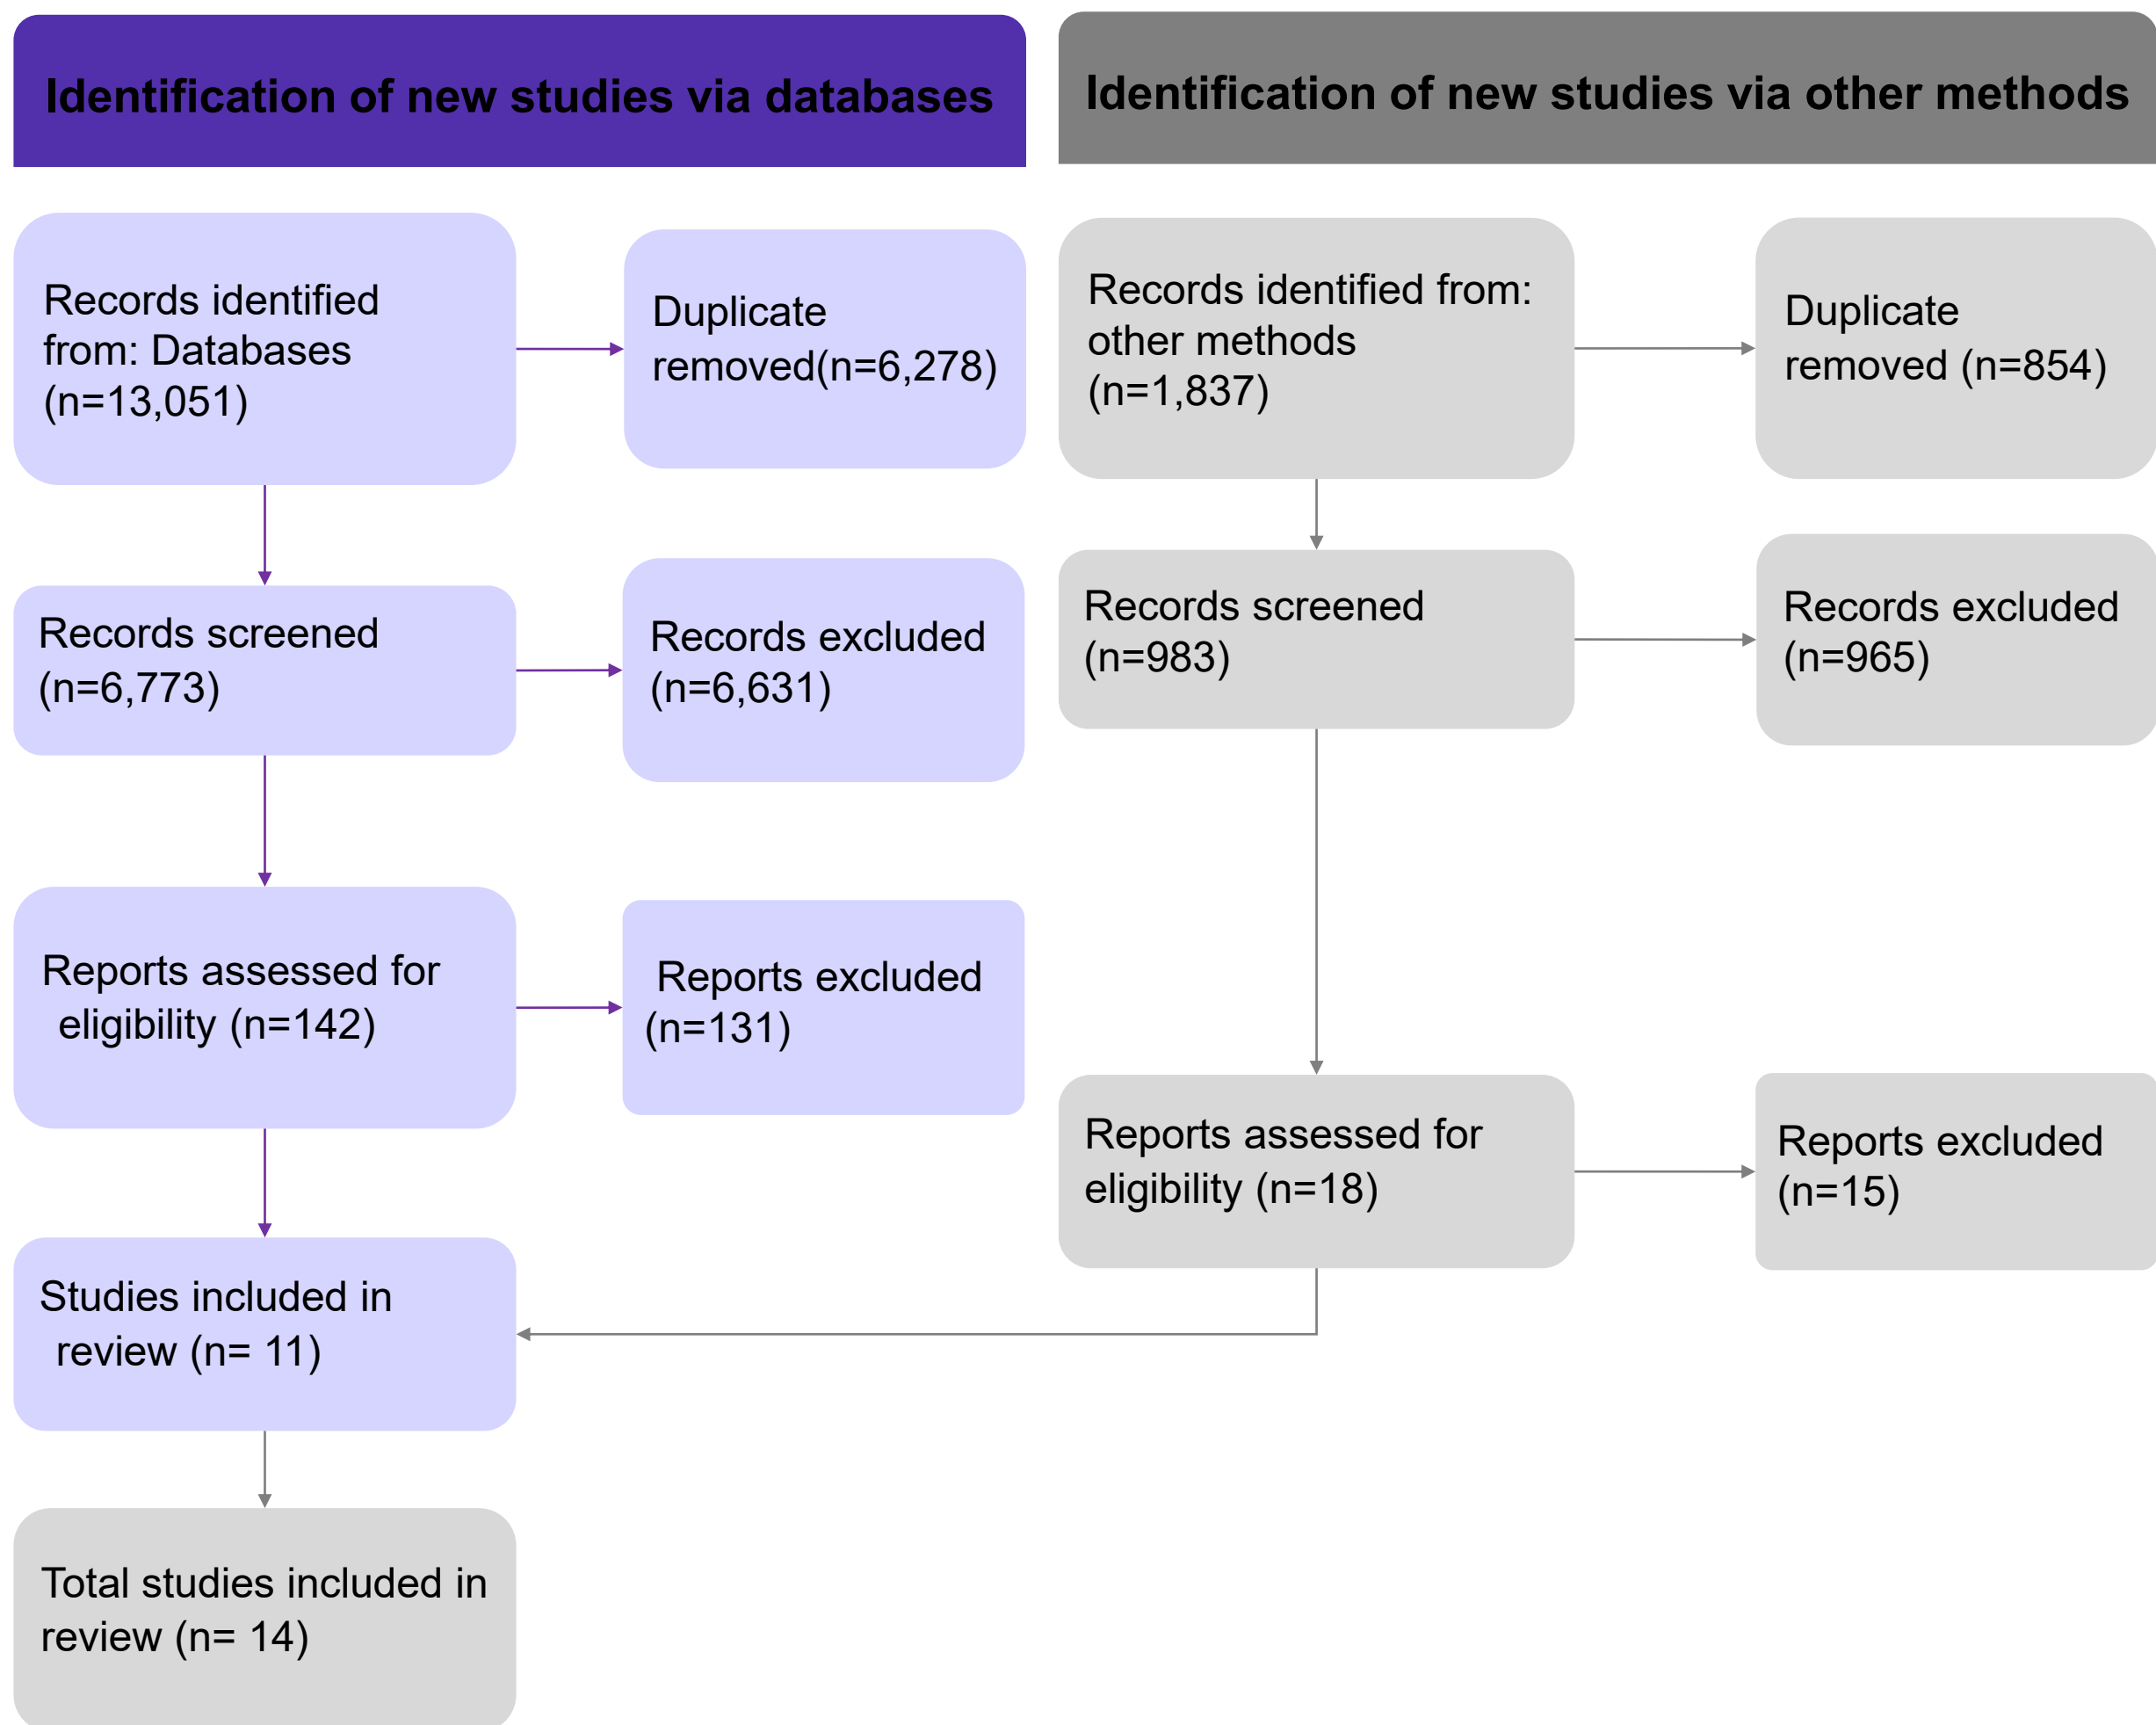 Identification of new studies via databases
Identification of new studies via other methods
Records identified
from: Databases
(n=13,051)
Duplicate
removed(n=6,278)
Records identified from:
other methods
(n=1,837)
Duplicate
removed (n=854)
Records screened
(n=6,773)
Records excluded
(n=6,631)
Records screened
(n=983)
Records excluded
(n=965)
Reports assessed for
eligibility (n=142)
Reports excluded
(n=131)
Reports assessed for
eligibility (n=18)
Reports excluded
(n=15)
Studies included in
review (n= 11)
Total studies included in
review (n= 14)